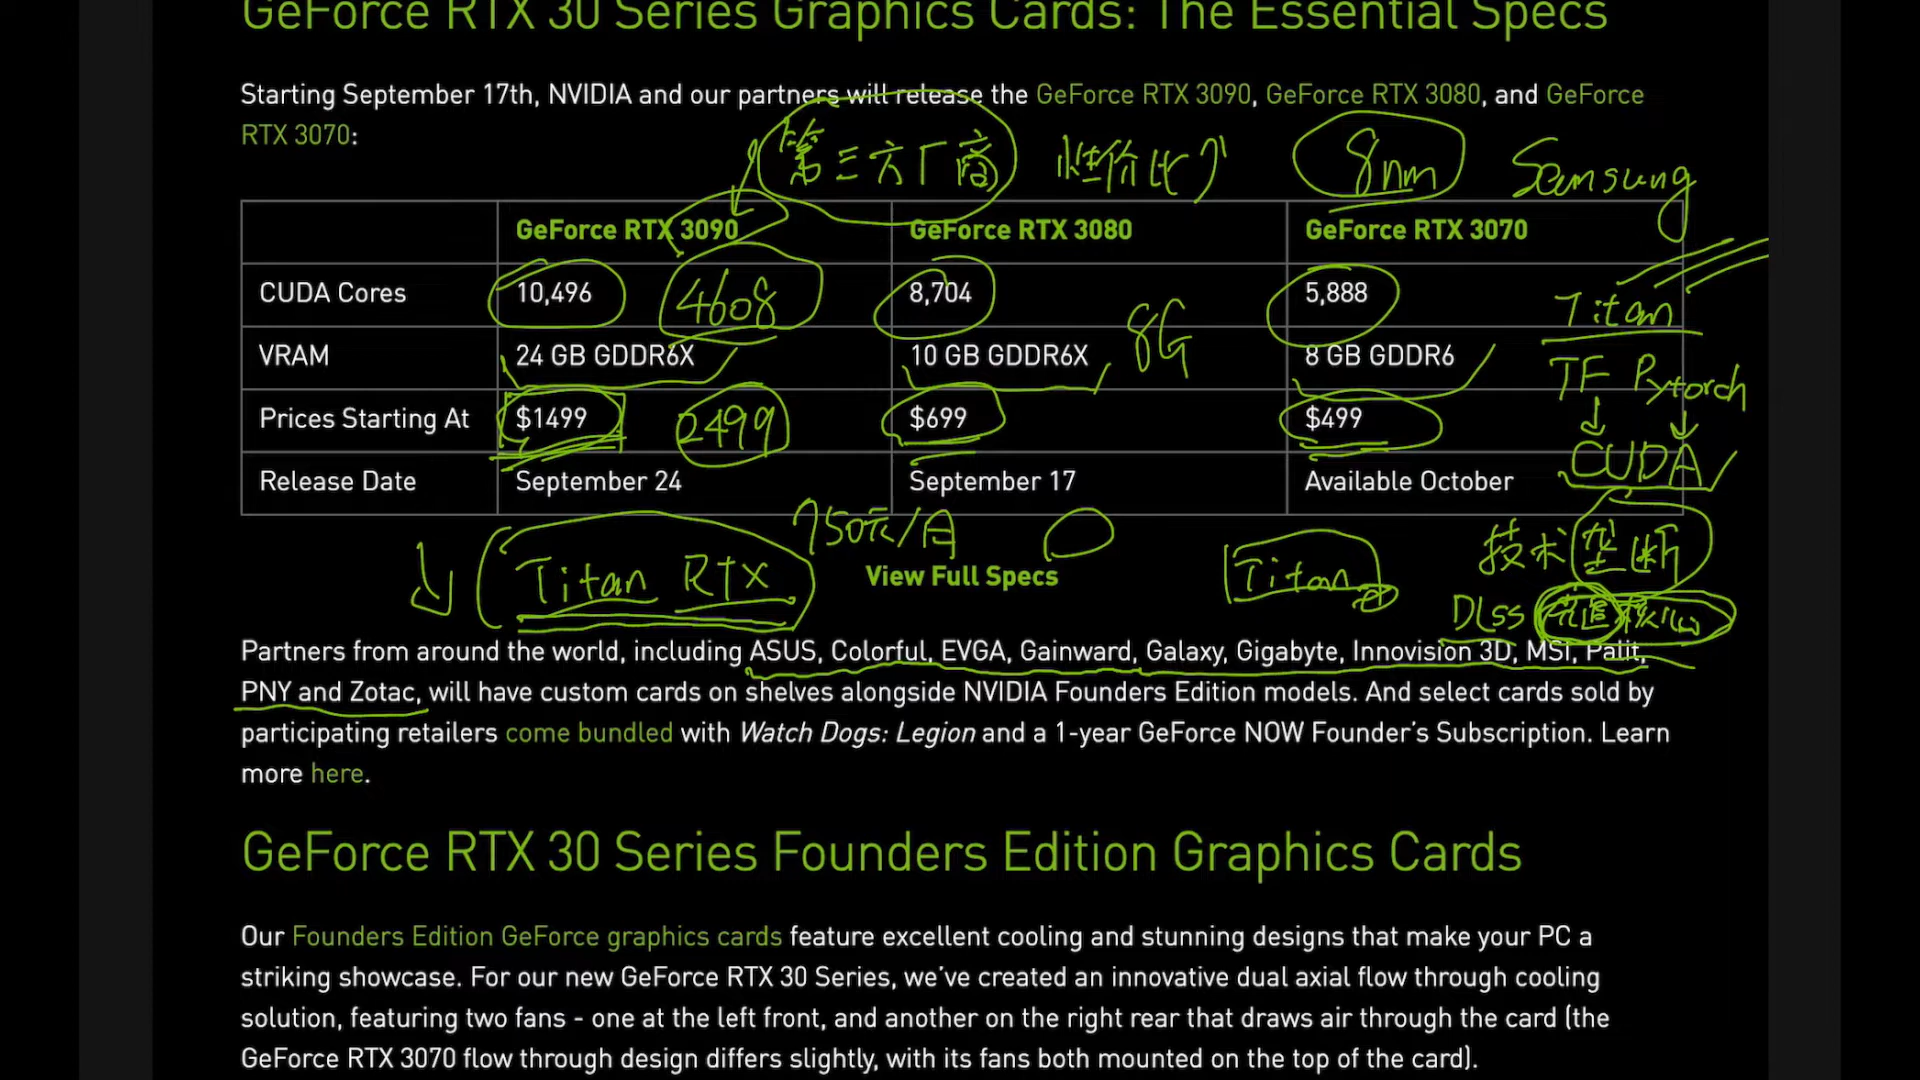 GeForce RTX 30 Series Graphics Cards: The Essential Specs
Starting September 17th, NVIDIA and our partners will release the GeForce RTX 3090, GeForce RTX 3080, and GeForce
RTX 3070:
第三方厂商 性价比 8nm Samsung
GeForce RTX 3090 GeForce RTX 3080 GeForce RTX 3070
CUDA Cores 10,496 4608 8,704 5,888 Titan
VRAM 24 GB GDDR6X 10 GB GDDR6X 8G 8 GB GDDR6 TF Pytorch
Prices Starting At $1499 2499 $699 $499
CUDA
Release Date September 24 September 17 Available October
750元/月
技术垄断
Titan RTX View Full Specs Titan
DLSS 光追核心
Partners from around the world, including ASUS, Colorful, EVGA, Gainward, Galaxy, Gigabyte, Innovision 3D, MSI, Palit,
PNY and Zotac, will have custom cards on shelves alongside NVIDIA Founders Edition models. And select cards sold by
participating retailers come bundled with Watch Dogs: Legion and a 1-year GeForce NOW Founder’s Subscription. Learn
more here.
GeForce RTX 30 Series Founders Edition Graphics Cards
Our Founders Edition GeForce graphics cards feature excellent cooling and stunning designs that make your PC a
striking showcase. For our new GeForce RTX 30 Series, we’ve created an innovative dual axial flow through cooling
solution, featuring two fans - one at the left front, and another on the right rear that draws air through the card (the
GeForce RTX 3070 flow through design differs slightly, with its fans both mounted on the top of the card).